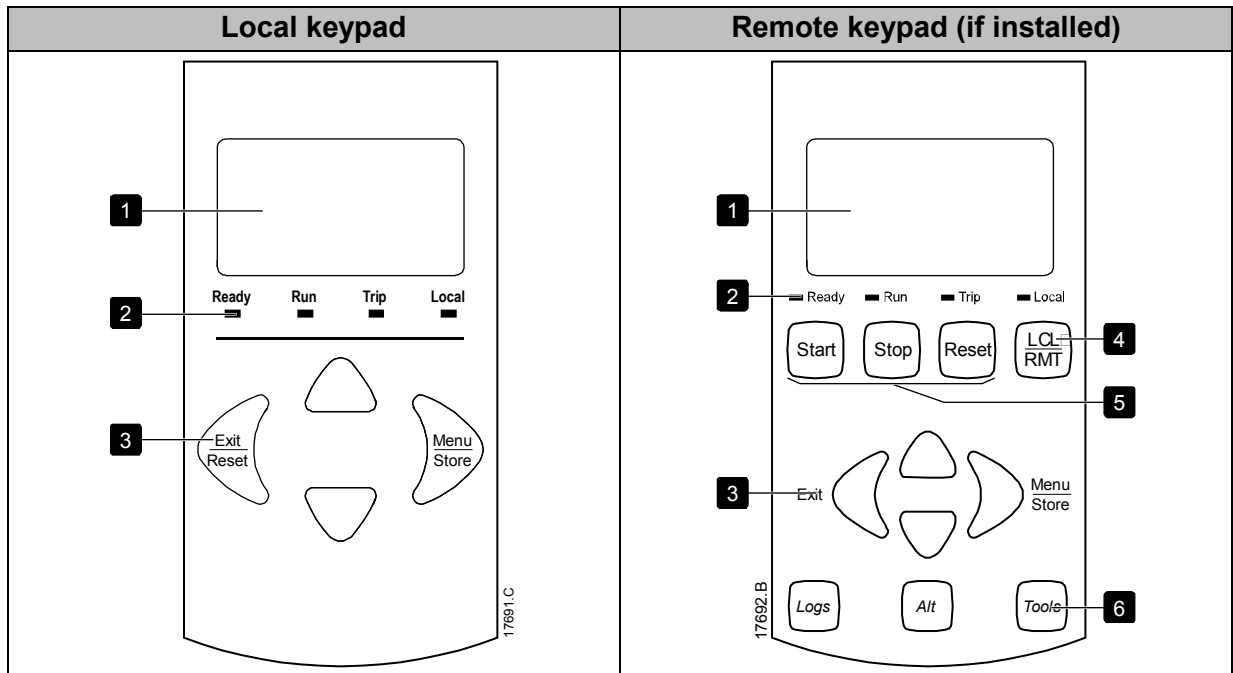 Local keypad
Remote keypad (if installed)
1
Ready Run Trip Local
2
3
Exit
Reset
Menu
Store
17691.C
1
2
Ready Run Trip Local
Start Stop Reset LCL
RMT
4
5
3
Exit
Menu
Store
17692.B
Logs Alt Tools
6